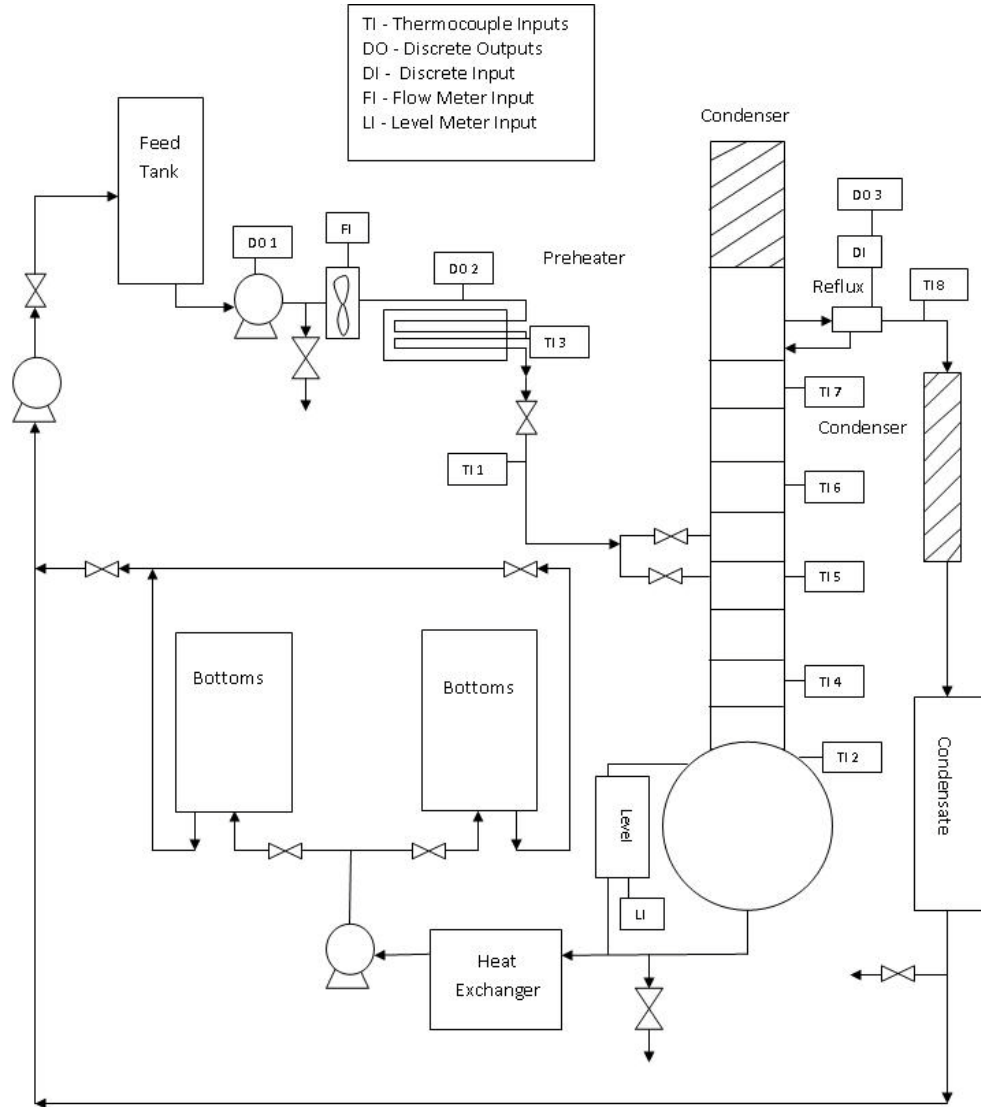 TI - Thermocouple Inputs
DO - Discrete Outputs
DI - Discrete Input
FI - Flow Meter Input
LI - Level Meter Input
Condenser
Feed
Tank
DO 1
FI
DO 2
Preheater
TI 3
DO 3
DI
Reflux
TI 8
TI 7
Condenser
TI 1
TI 6
TI 5
Bottoms
Bottoms
TI 4
TI 2
Level
Condensate
LI
Heat
Exchanger